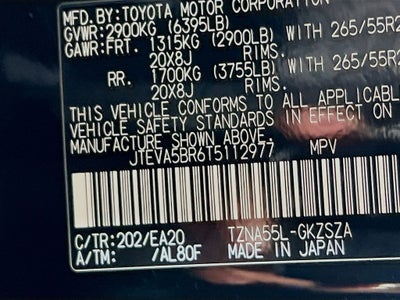 MFD.BY:TOYOTA MOTOR CORPORATION
GVWR:2900KG (6395LB)
GAWR:FRT. 1315KG (2900LB) WITH 265/55R2
20X8J RIMS.
RR. 1700KG (3755LB) WITH 265/55R2
20X8J RIMS.
THIS VEHICLE CONFORMS TO ALL APPLICABL
VEHICLE SAFETY STANDARDS IN EFFECT ON
MANUFACTURE SHOWN ABOVE.
JTEVA5BR6T5112977 MPV
C/TR:202/EA20 TZNA55L-GKZSZA
A/TM: /AL80F MADE IN JAPAN